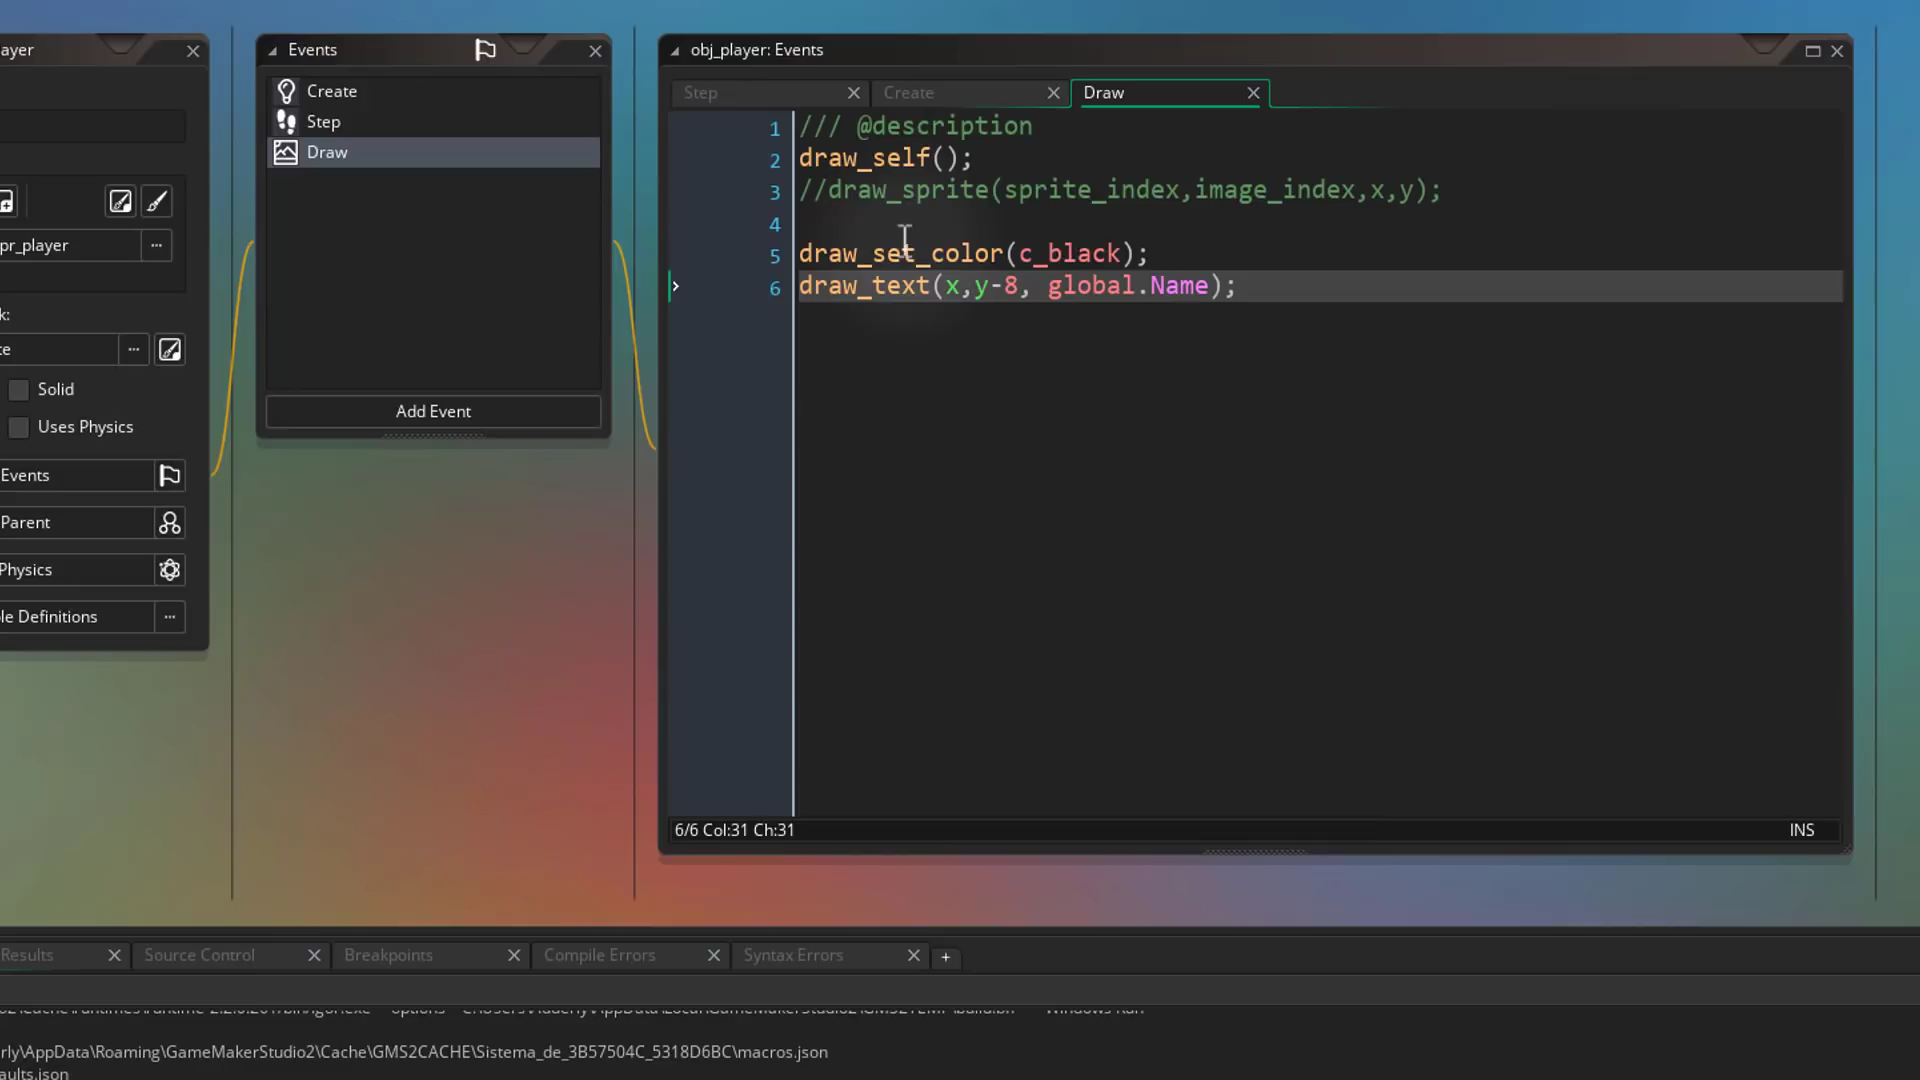 ayer
Events
Create
Step
Draw
Add Event
pr_player
k:
te
Solid
Uses Physics
Events
Parent
Physics
le Definitions
obj_player: Events
Step
Create
Draw
1 /// @description
2 draw_self();
3 //draw_sprite(sprite_index,image_index,x,y);
4
5 draw_set_color(c_black);
6 draw_text(x,y-8, global.Name);
6/6 Col:31 Ch:31
INS
Results
Source Control
Breakpoints
Compile Errors
Syntax Errors
+
rly\AppData\Roaming\GameMakerStudio2\Cache\GMS2CACHE\Sistema_de_3B57504C_5318D6BC\macros.json
aults.json